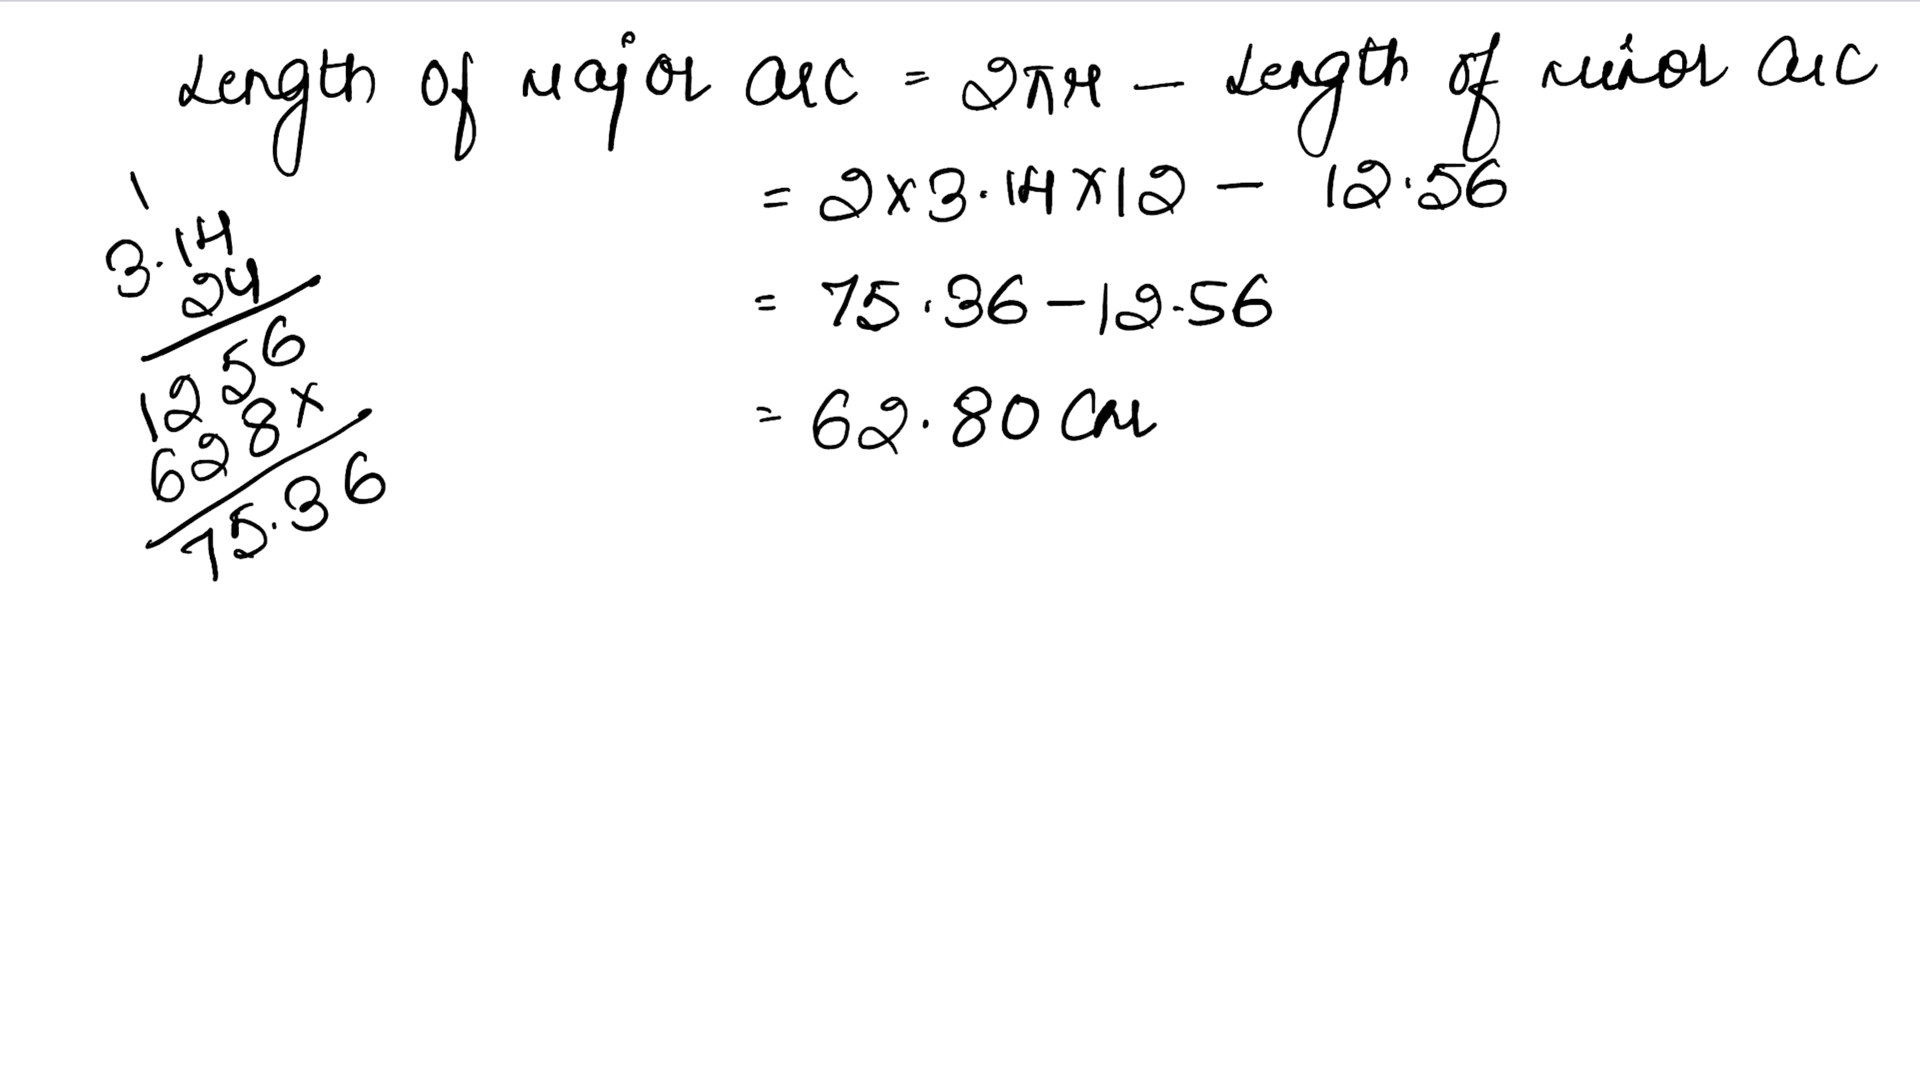 Length of Major arc = 2πr - Length of minor arc
= 2×3.14×12 - 12.56
= 75.36-12.56
= 62.80 cm
1
3.14
24
1256
628×
75.36